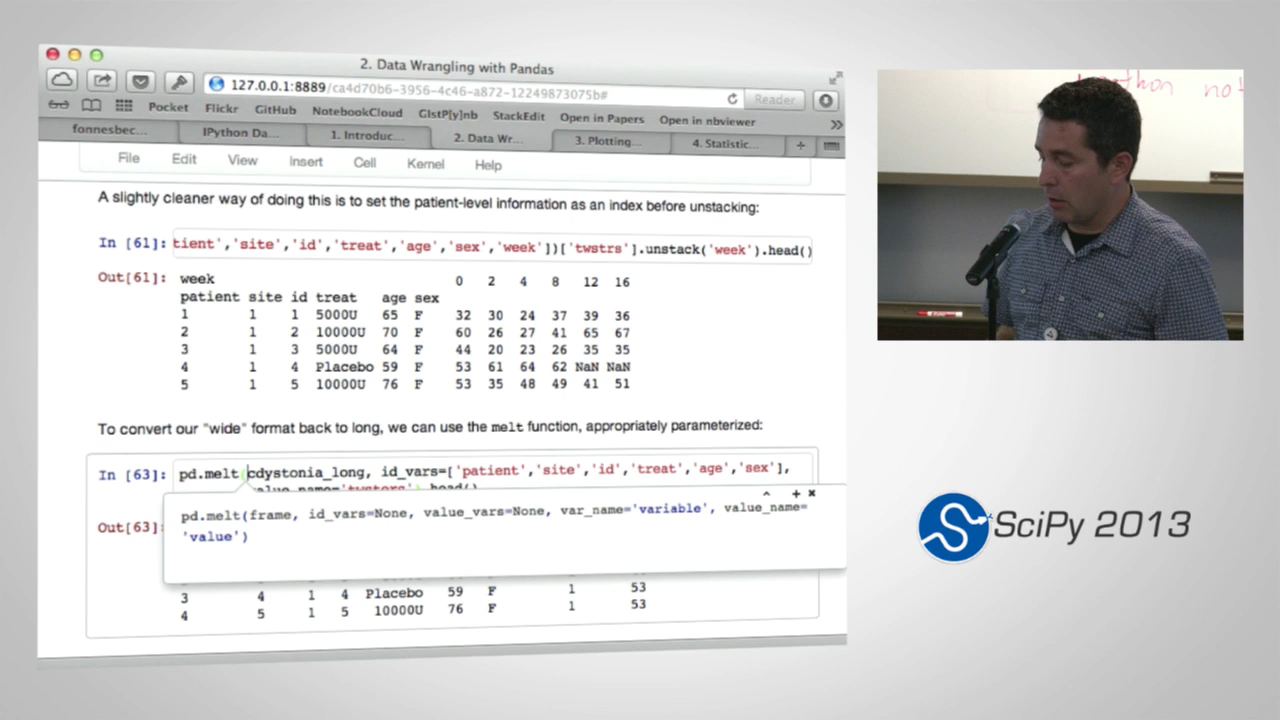 2. Data Wrangling with Pandas
127.0.0.1:8889/ca4d70b6-3956-4c46-a872-12249873075b#
Reader
Pocket Flickr GitHub NotebookCloud GIstP[y]nb StackEdit Open in Papers Open in nbviewer
fonnesbec... IPython Da... 1. Introduc... 2. Data Wr... 3. Plotting... 4. Statistic...
File Edit View Insert Cell Kernel Help
A slightly cleaner way of doing this is to set the patient-level information as an index before unstacking:
In [61]: tient','site','id','treat','age','sex','week'])['twstrs'].unstack('week').head()
Out[61]: week 0 2 4 8 12 16
patient site id treat age sex
1 1 1 5000U 65 F 32 30 24 37 39 36
2 1 2 10000U 70 F 60 26 27 41 65 67
3 1 3 5000U 64 F 44 20 23 26 35 35
4 1 4 Placebo 59 F 53 61 64 62 NaN NaN
5 1 5 10000U 76 F 53 35 48 49 41 51
To convert our "wide" format back to long, we can use the melt function, appropriately parameterized:
In [63]: pd.melt(cdystonia_long, id_vars=['patient','site','id','treat','age','sex'],
pd.melt(frame, id_vars=None, value_vars=None, var_name='variable', value_name=
'value')
Out[63]:
3 4 1 4 Placebo 59 F 1 53
4 5 1 5 10000U 76 F 1 53
SciPy 2013